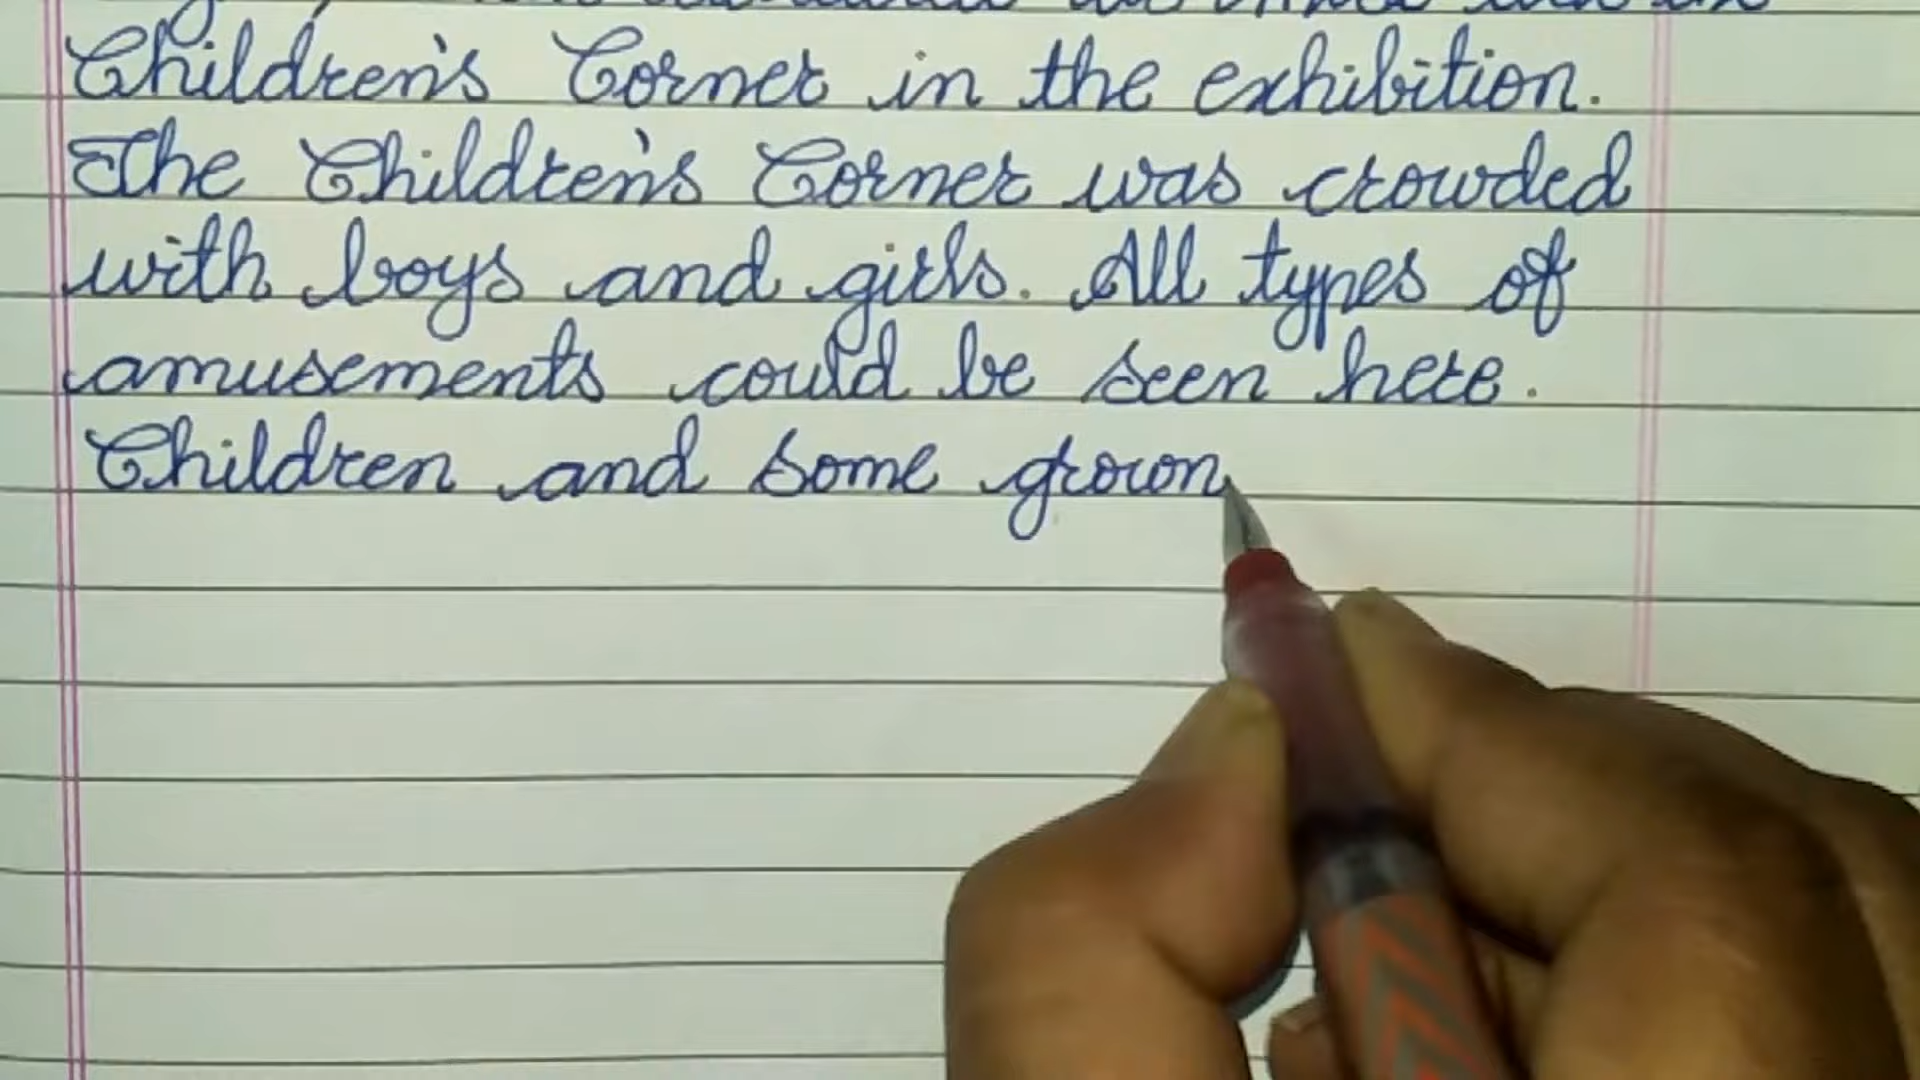 Children's Corner in the exhibition.
The Children's Corner was crowded
with boys and girls. All types of
amusements could be seen here.
Children and some grown